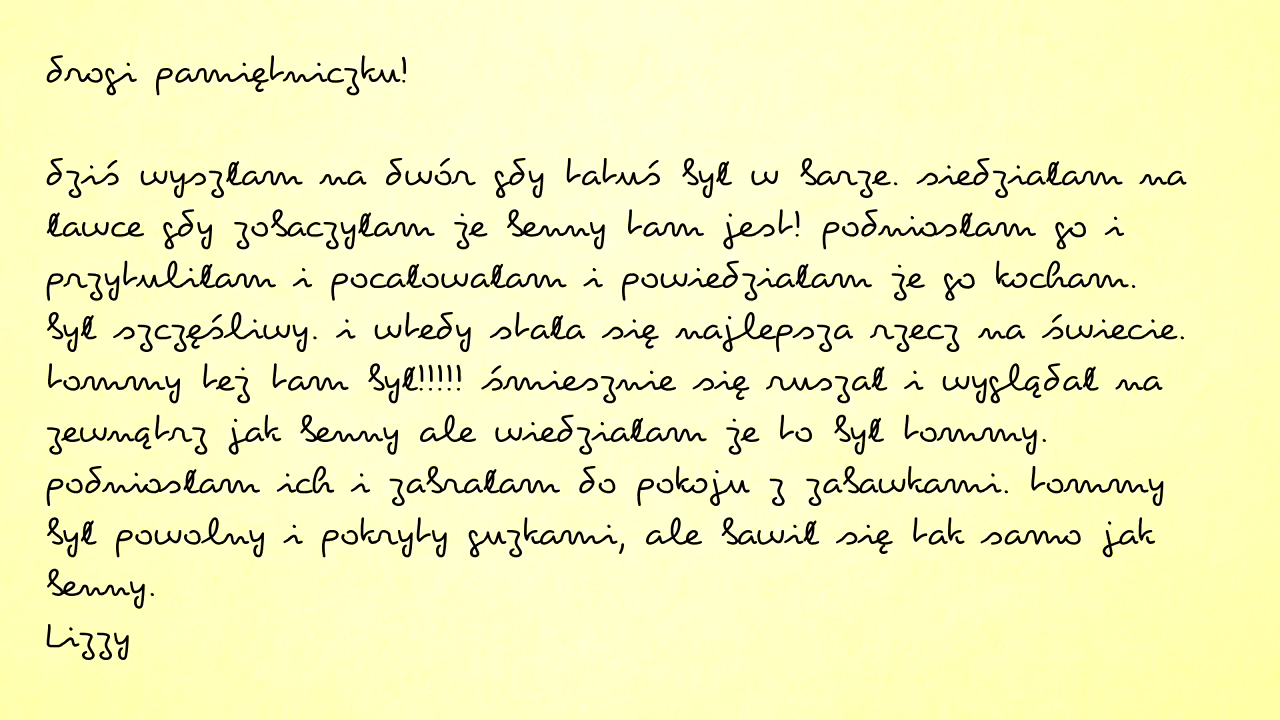 drogi pamiętniczku!
dziś wyszłam na dwór gdy tatuś był w barze. siedziałam na
ławce gdy zobaczyłam że benny tam jest! podniosłam go i
przytuliłam i pocałowałam i powiedziałam że go kocham.
był szczęśliwy. i wtedy stała się najlepsza rzecz na świecie.
tommy też tam był!!!!! śmiesznie się ruszał i wyglądał na
zewnątrz jak benny ale wiedziałam że to był tommy.
podniosłam ich i zabrałam do pokoju z zabawkami. tommy
był powolny i pokryty guzkami, ale bawił się tak samo jak
benny.
Lizzy